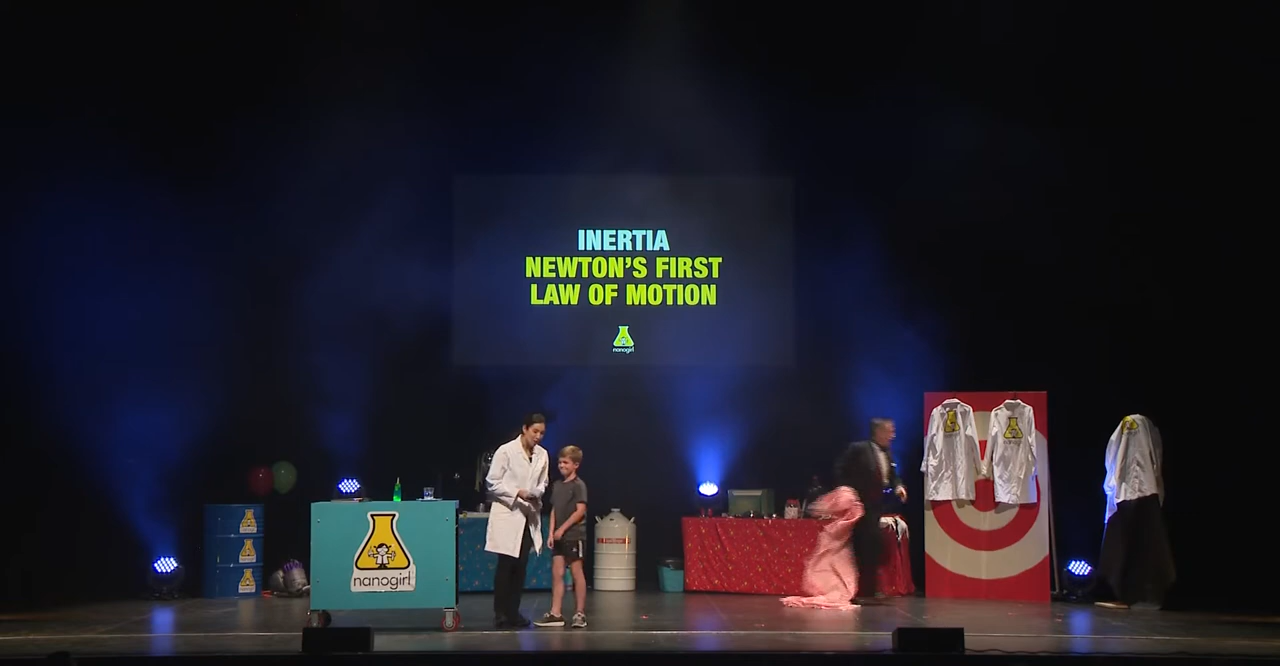 INERTIA
NEWTON'S FIRST
LAW OF MOTION
nanogirl
nanogirl